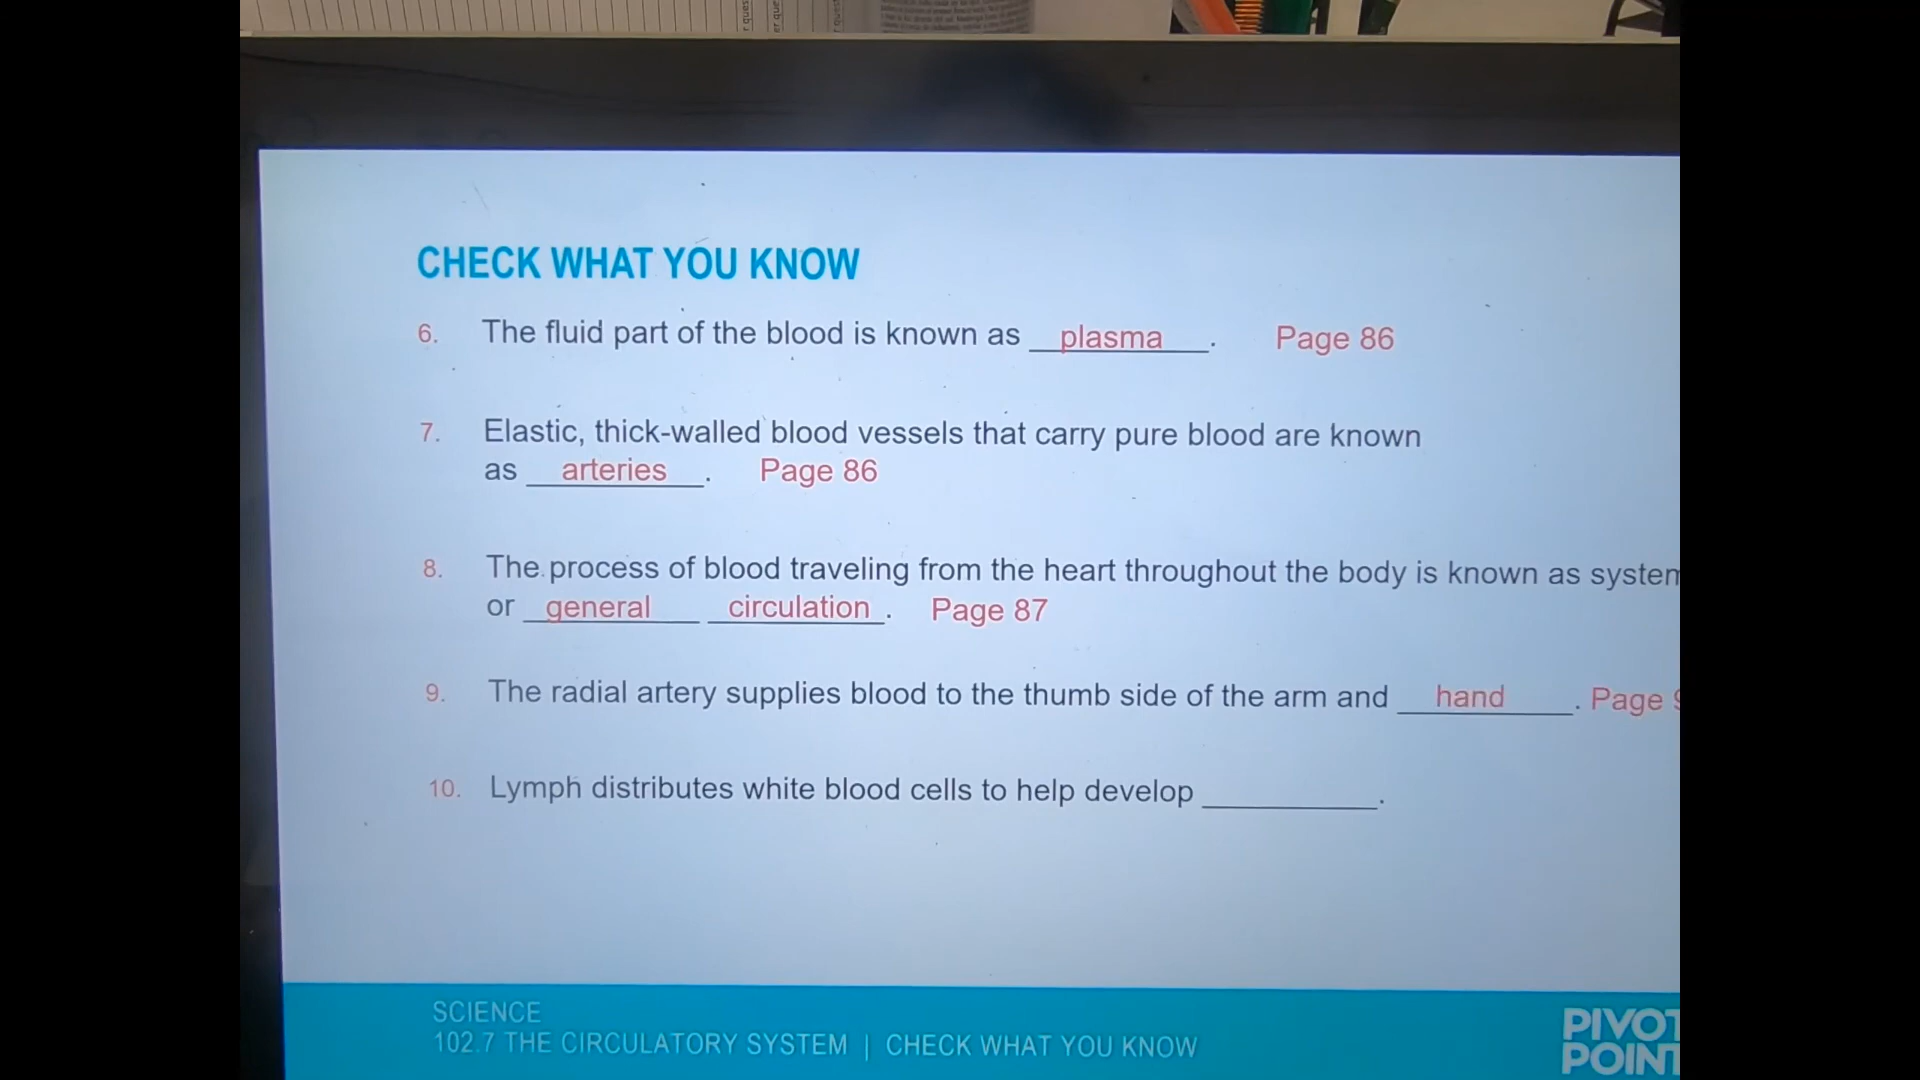 CHECK WHAT YOU KNOW
6. The fluid part of the blood is known as plasma. Page 86
7. Elastic, thick-walled blood vessels that carry pure blood are known
as arteries. Page 86
8. The process of blood traveling from the heart throughout the body is known as
or general circulation. Page 87
9. The radial artery supplies blood to the thumb side of the arm and hand. Page
10. Lymph distributes white blood cells to help develop ________.
SCIENCE
102.7 THE CIRCULATORY SYSTEM | CHECK WHAT YOU KNOW
PIVOT
POINT